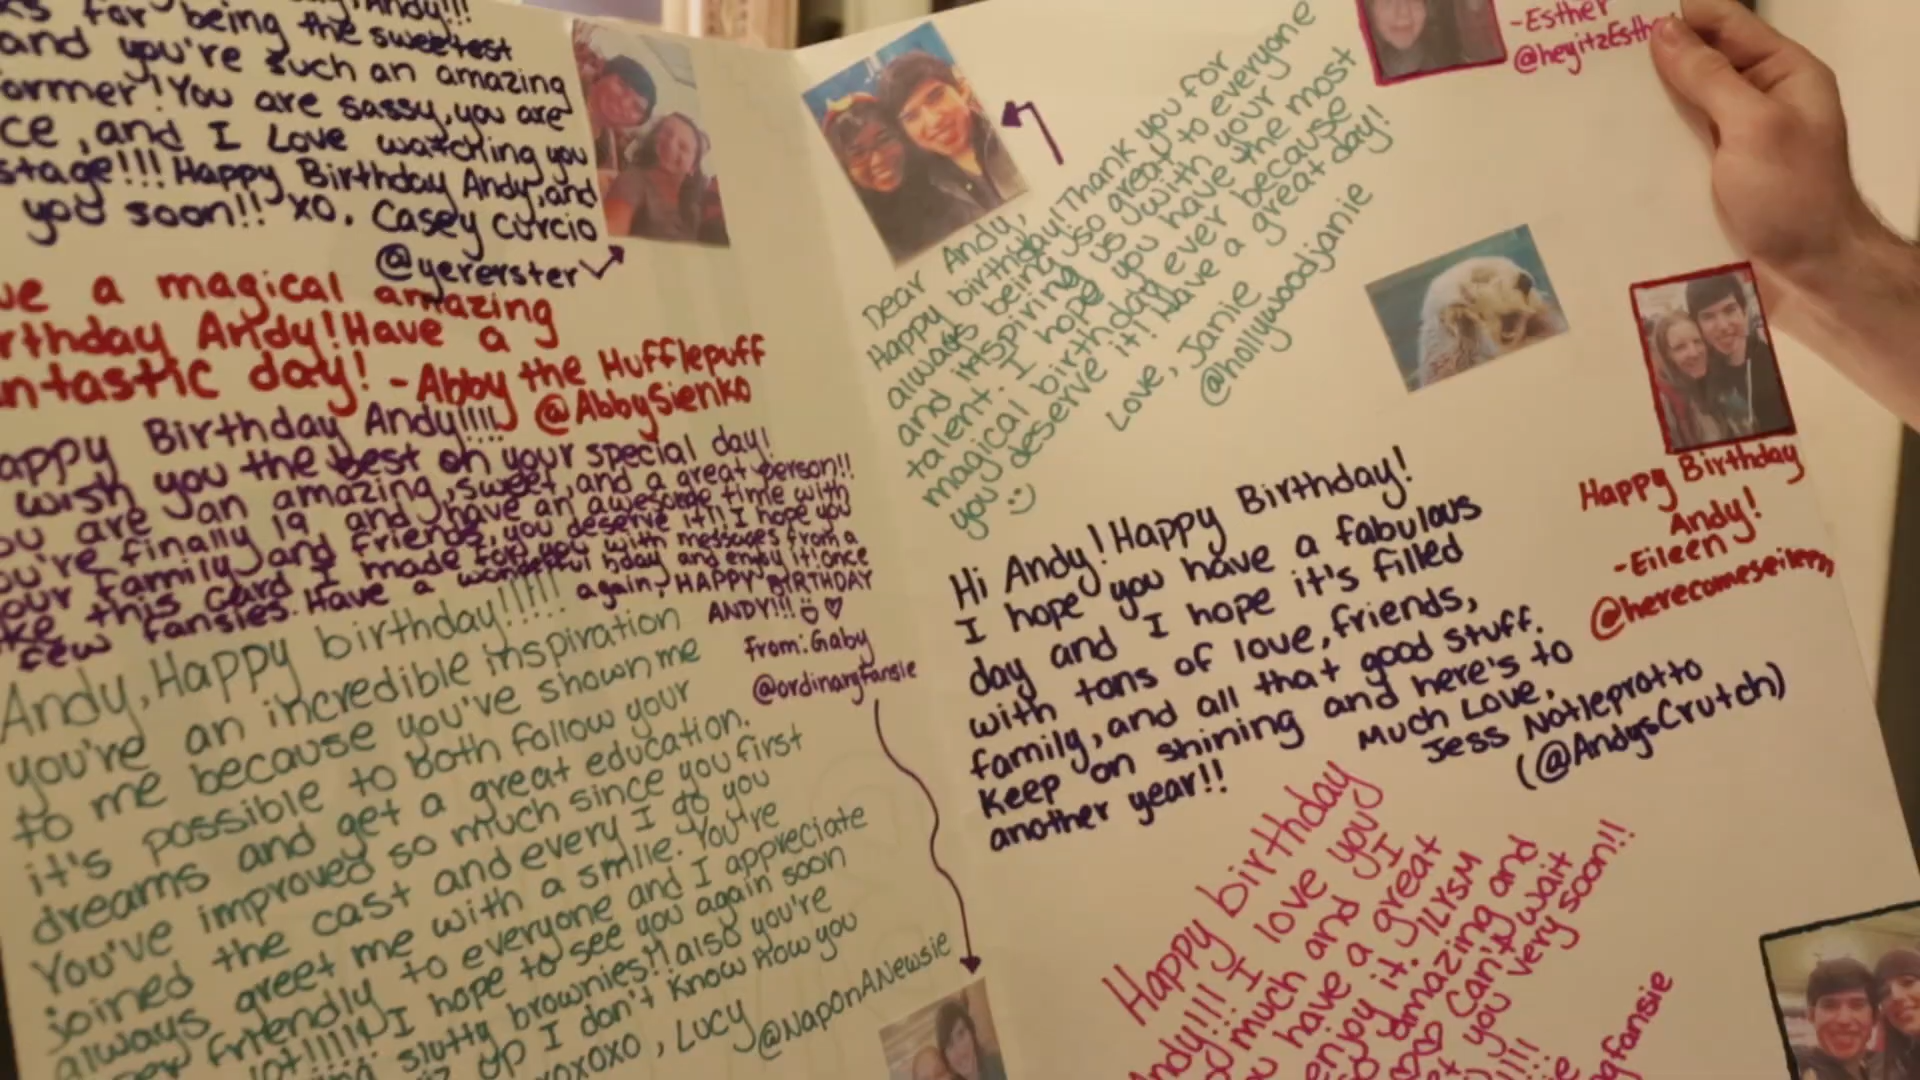 for being the sweetest
and you're such an amazing
ormer! You are sassy, you are
ce, and I Love watching you
stage!!! Happy Birthday Andy, and
you soon!! xo, Casey Curcio
@yererster
ve a magical amazing
rthday Andy! Have a
ntastic day! -Abby the Hufflepuff
@AbbySienko
appy Birthday Andy!!!!
wish you the best on your special day!
ou are an amazing, sweet, and a great person!!
ou're finally 19 and have an awesome time with
our family and friends, you deserve it!! I hope you
ke this card I made for you with messages from a
few fansies. Have a wonderful bday and enjoy it! Once
again, HAPPY BIRTHDAY
ANDY!!!
From: Gaby
@ordinaryfansie
Andy, Happy birthday!!!!!
you're an incredible inspiration
to me because you've shown me
it's possible to both follow your
dreams and get a great education.
You've improved so much since you first
joined the cast and every I do you
always greet me with a smile. You're
friendly to everyone and I appreciate
lot!!!!! I hope to see you again soon
slutty brownies!! also you're
up I don't know how you
xoxoxo, Lucy
@NapOnANewsie
Dear Andy,
Happy birthday! Thank you for
always being so great to everyone
and inspiring us with your
talent. I hope you have the most
magical birthday ever because
you deserve it! Have a great day!
Love, Janie
@hollywoodjanie
-Esther
@heyitzEsth
Happy Birthday
Andy!
-Eileen
@herecomeseileen
Hi Andy! Happy Birthday!
I hope you have a fabulous
day and I hope it's filled
with tons of love, friends,
family, and all that good stuff.
Keep on shining and here's to
another year!!
Much Love,
Jess Notleprotto
(@AndysCrutch)
Happy birthday
Andy!!! I love you
much and I
have a great
enjoy it. ILYSM
amazing and
Can't wait
you very soon!!
gfansie